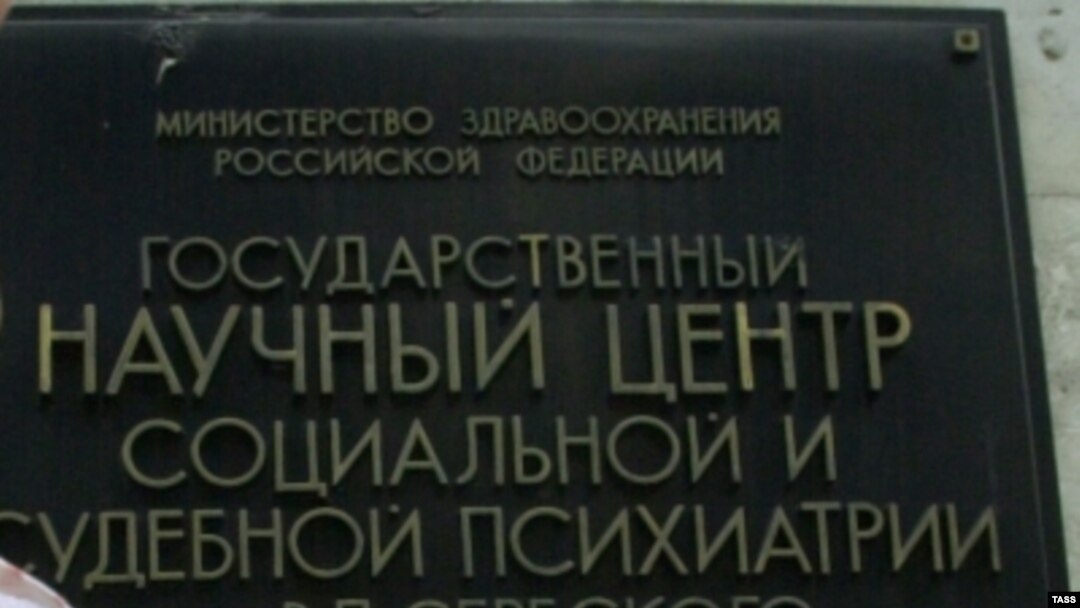 МИНИСТЕРСТВО ЗДРАВООХРАНЕНИЯ
РОССИЙСКОЙ ФЕДЕРАЦИИ
ГОСУДАРСТВЕННЫЙ
НАУЧНЫЙ ЦЕНТР
СОЦИАЛЬНОЙ И
СУДЕБНОЙ ПСИХИАТРИИ
TASS